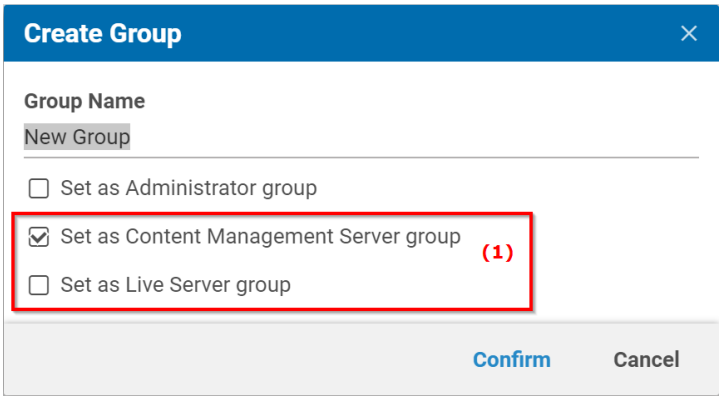 Create Group
Group Name
New Group
Set as Administrator group
Set as Content Management Server group
(1)
Set as Live Server group
Confirm Cancel